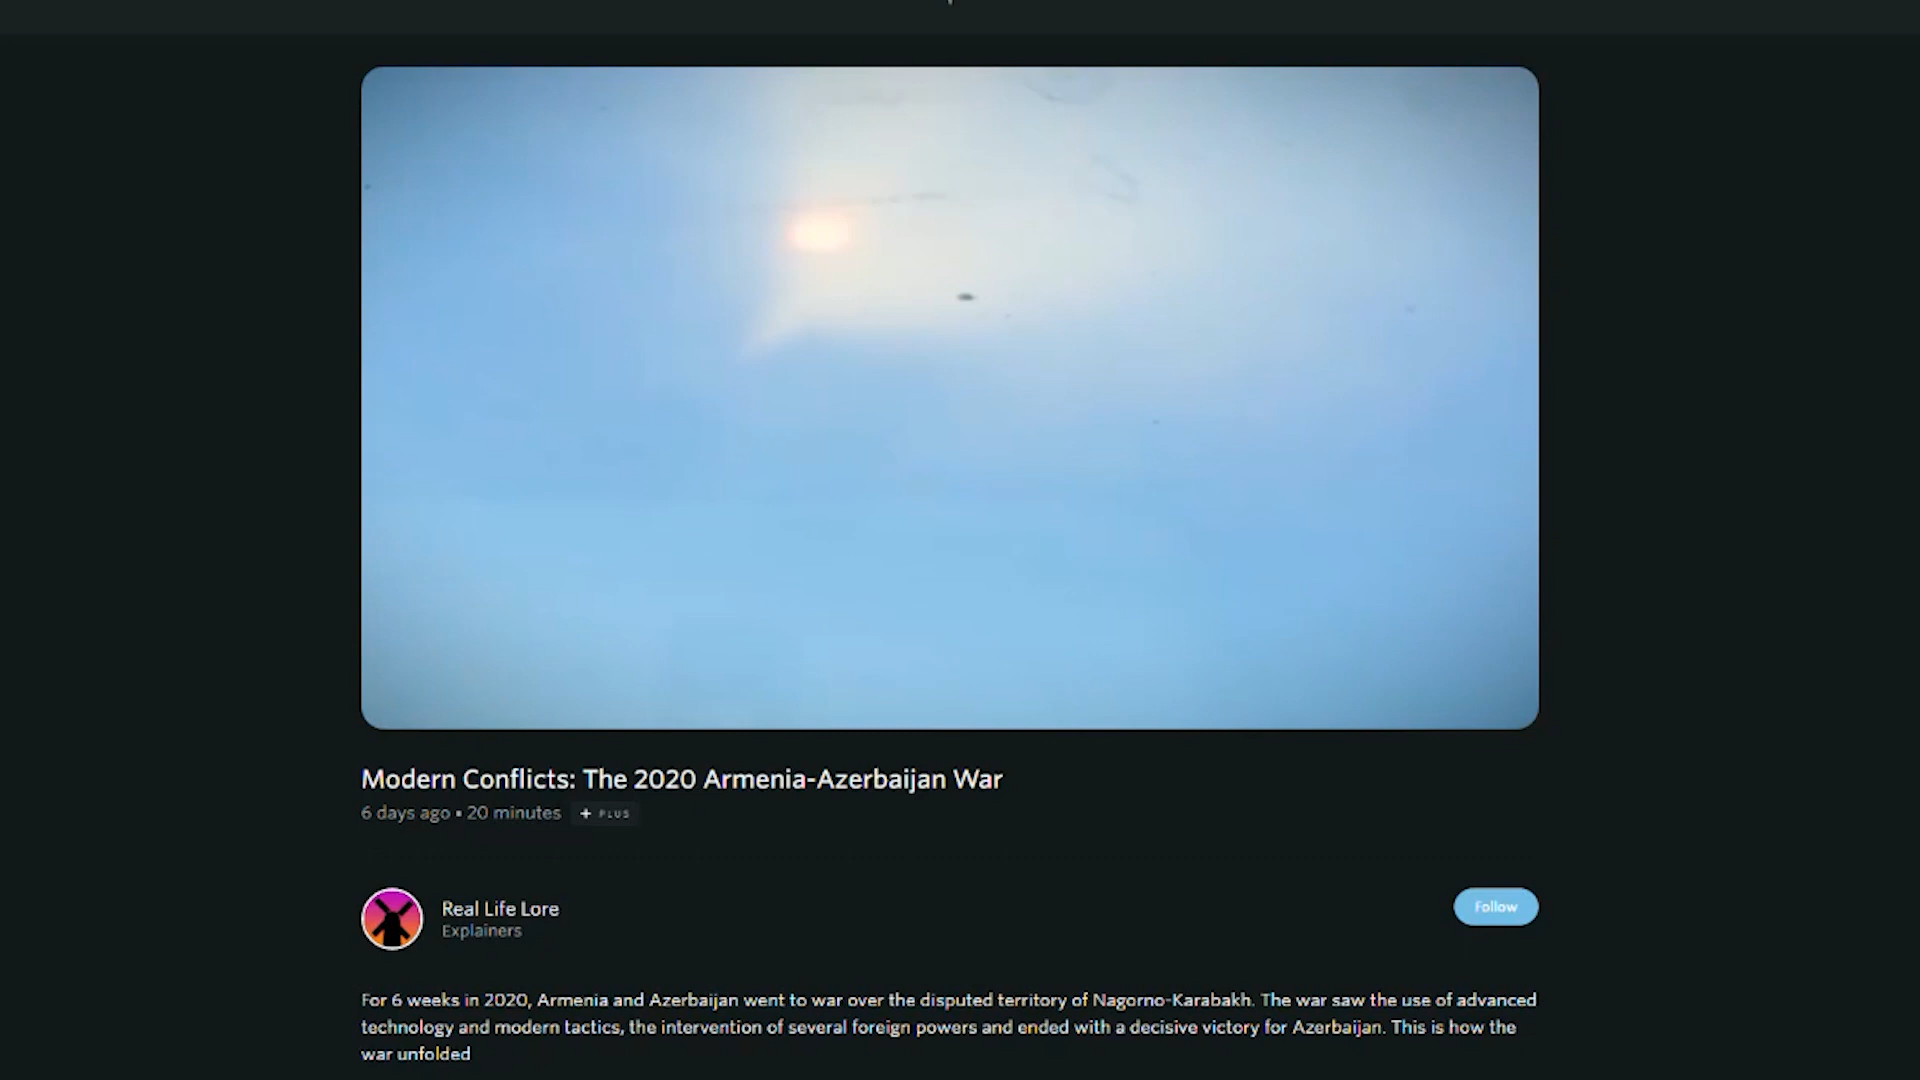 Modern Conflicts: The 2020 Armenia-Azerbaijan War
6 days ago • 20 minutes + PLUS
Real Life Lore
Explainers
Follow
For 6 weeks in 2020, Armenia and Azerbaijan went to war over the disputed territory of Nagorno-Karabakh. The war saw the use of advanced
technology and modern tactics, the intervention of several foreign powers and ended with a decisive victory for Azerbaijan. This is how the
war unfolded